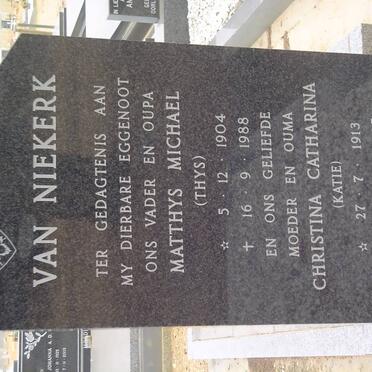 VAN NIEKERK
TER GEDAGTENIS AAN
MY DIERBARE EGGENOOT
ONS VADER EN OUPA
MATTHYS MICHAEL
(THYS)
☆ 5 · 12 · 1904
✝ 16 · 9 · 1988
EN ONS GELIEFDE
MOEDER EN OUMA
CHRISTINA CATHARINA
(KATIE)
☆ 27 · 7 · 1913
JOHANNA A. D.